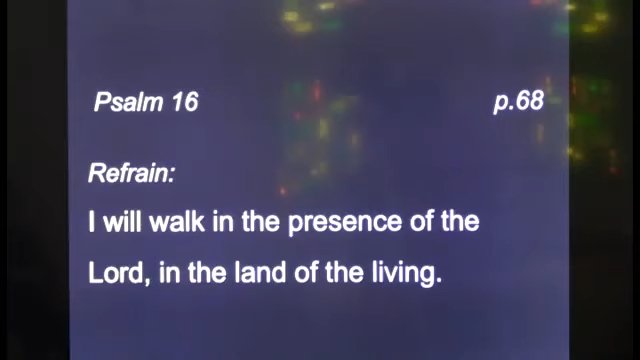 Psalm 16 p.68
Refrain:
I will walk in the presence of the
Lord, in the land of the living.